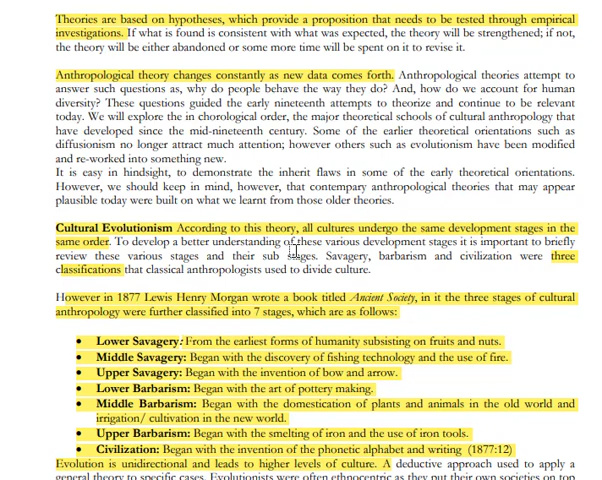 Theories are based on hypotheses, which provide a proposition that needs to be tested through empirical
investigations. If what is found is consistent with what was expected, the theory will be strengthened; if not,
the theory will be either abandoned or some more time will be spent on it to revise it.
Anthropological theory changes constantly as new data comes forth. Anthropological theories attempt to
answer such questions as, why do people behave the way they do? And, how do we account for human
diversity? These questions guided the early nineteenth attempts to theorize and continue to be relevant
today. We will explore the in chorological order, the major theoretical schools of cultural anthropology that
have developed since the mid-nineteenth century. Some of the earlier theoretical orientations such as
diffusionism no longer attract much attention; however others such as evolutionism have been modified
and re-worked into something new.
It is easy in hindsight, to demonstrate the inherit flaws in some of the early theoretical orientations.
However, we should keep in mind, however, that contempary anthropological theories that may appear
plausible today were built on what we learnt from those older theories.
Cultural Evolutionism According to this theory, all cultures undergo the same development stages in the
same order. To develop a better understanding of these various development stages it is important to briefly
review these various stages and their sub stages. Savagery, barbarism and civilization were three
classifications that classical anthropologists used to divide culture.
However in 1877 Lewis Henry Morgan wrote a book titled Ancient Society, in it the three stages of cultural
anthropology were further classified into 7 stages, which are as follows:
• Lower Savagery: From the earliest forms of humanity subsisting on fruits and nuts.
• Middle Savagery: Began with the discovery of fishing technology and the use of fire.
• Upper Savagery: Began with the invention of bow and arrow.
• Lower Barbarism: Began with the art of pottery making.
• Middle Barbarism: Began with the domestication of plants and animals in the old world and
irrigation/ cultivation in the new world.
• Upper Barbarism: Began with the smelting of iron and the use of iron tools.
• Civilization: Began with the invention of the phonetic alphabet and writing (1877:12)
Evolution is unidirectional and leads to higher levels of culture. A deductive approach used to apply a
general theory to specific cases. Evolutionists were often ethnocentric as they put their own societies on top